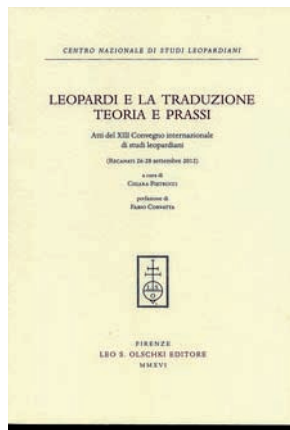 CENTRO NAZIONALE DI STUDI LEOPARDIANI
LEOPARDI E LA TRADUZIONE
TEORIA E PRASSI
Atti del XIII Convegno internazionale
di studi leopardiani
(Recanati 26-28 settembre 2012)
a cura di
CHIARA PIETRUCCI
prefazione di
FABIO CORVATTA
FIRENZE
LEO S. OLSCHKI EDITORE
MMXVI